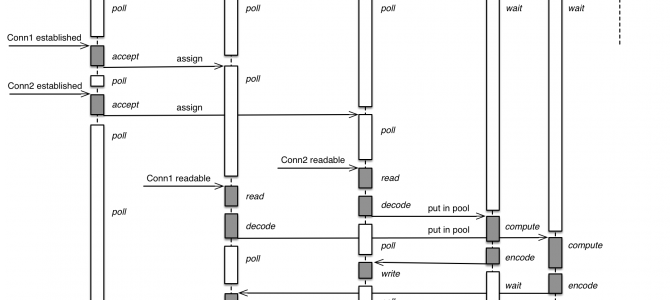 poll
poll
poll
wait
wait
Conn1 established
accept
assign
poll
poll
Conn2 established
accept
assign
poll
poll
Conn2 readable
Conn1 readable
read
read
poll
decode
put in pool
decode
put in pool
compute
poll
compute
poll
encode
write
wait
encode
poll